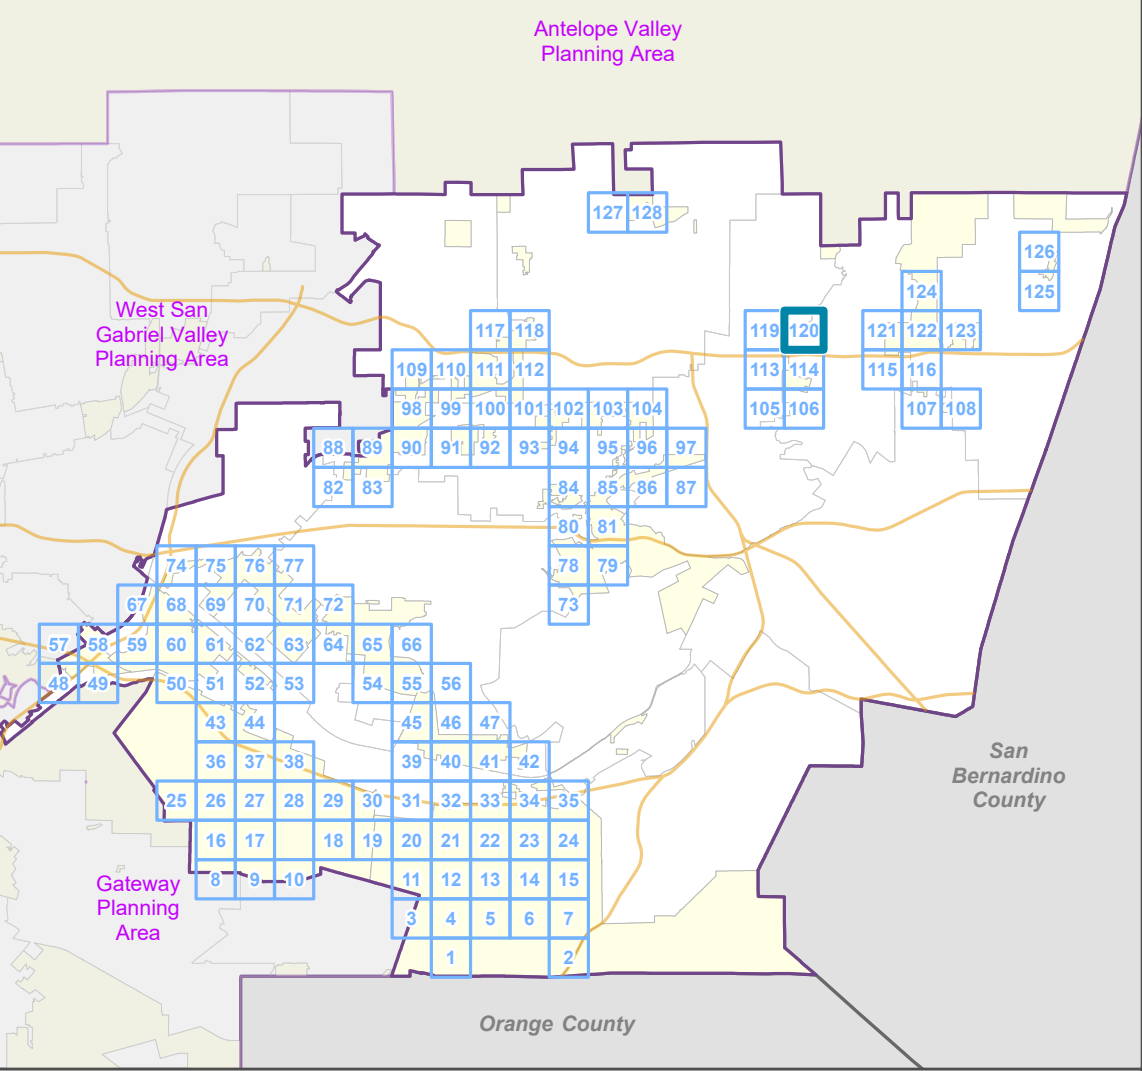 Antelope Valley
Planning Area
127 128
126
124 125
West San
Gabriel Valley
Planning Area
117 118 119 120 121 122 123
109 110 111 112 113 114 115 116
98 99 100 101 102 103 104 105 106 107 108
88 89 90 91 92 93 94 95 96 97
82 83 84 85 86 87
80 81
74 75 76 77 78 79
67 68 69 70 71 72 73
57 58 59 60 61 62 63 64 65 66
48 49 50 51 52 53 54 55 56
43 44 45 46 47
36 37 38 39 40 41 42
San
Bernardino
County
25 26 27 28 29 30 31 32 33 34 35
16 17 18 19 20 21 22 23 24
8 9 10 11 12 13 14 15
Gateway
Planning
Area
3 4 5 6 7
1 2
Orange County